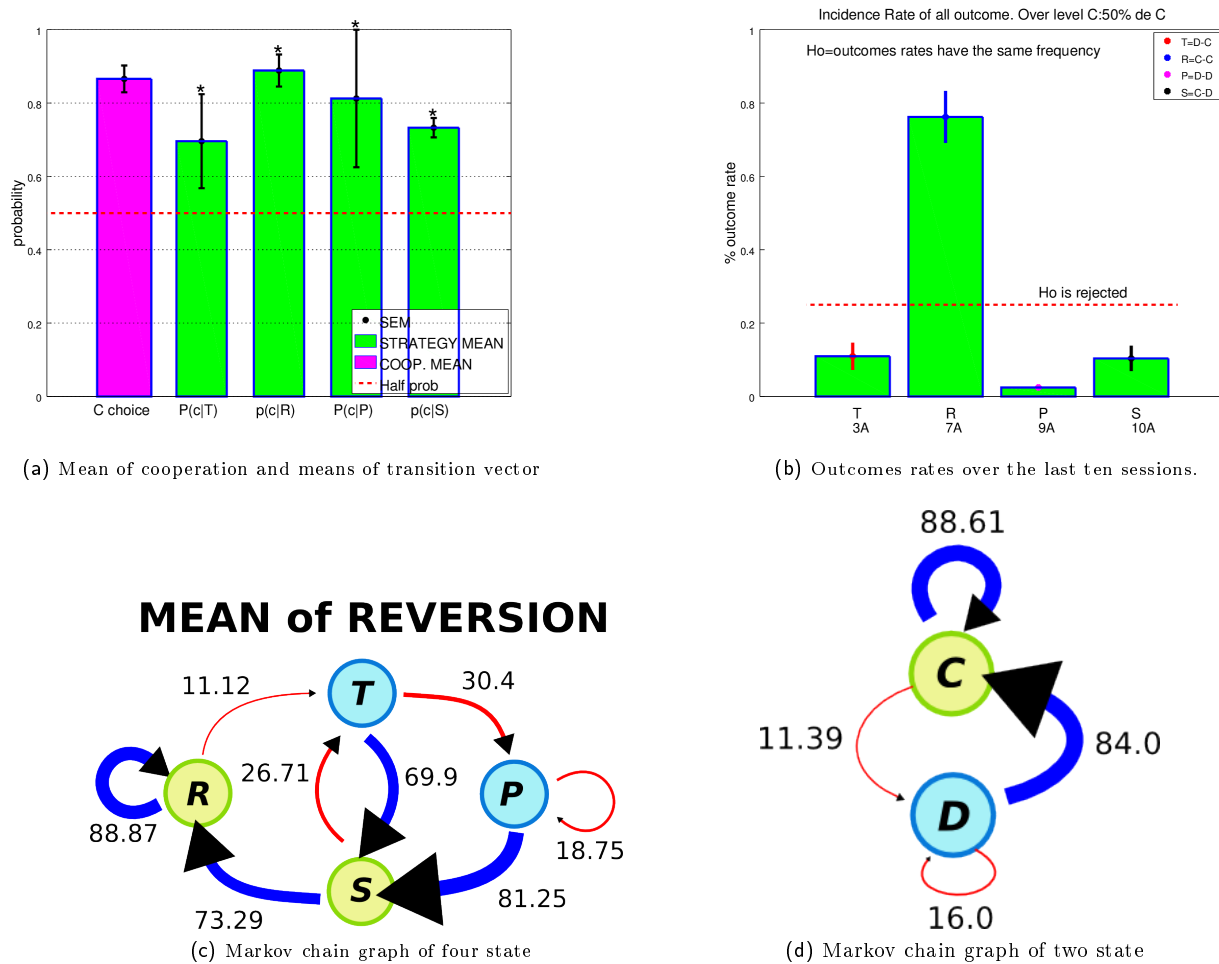 1
0.8
0.6
0.4
0.2
0
probability
*
*
*
*
SEM
STRATEGY MEAN
COOP. MEAN
Half prob
C choice
P(c|T)
p(c|R)
P(c|P)
p(c|S)
(a) Mean of cooperation and means of transition vector
Incidence Rate of all outcome. Over level C:50% de C
Ho=outcomes rates have the same frequency
T=D-C
R=C-C
P=D-D
S=C-D
1
0.8
0.6
0.4
0.2
0
% outcome rate
Ho is rejected
T
R
P
S
3A
7A
9A
10A
(b) Outcomes rates over the last ten sessions.
MEAN of REVERSION
11.12
T
30.4
R
26.71
69.9
P
88.87
18.75
S
81.25
73.29
(c) Markov chain graph of four state
88.61
C
11.39
84.0
D
16.0
(d) Markov chain graph of two state